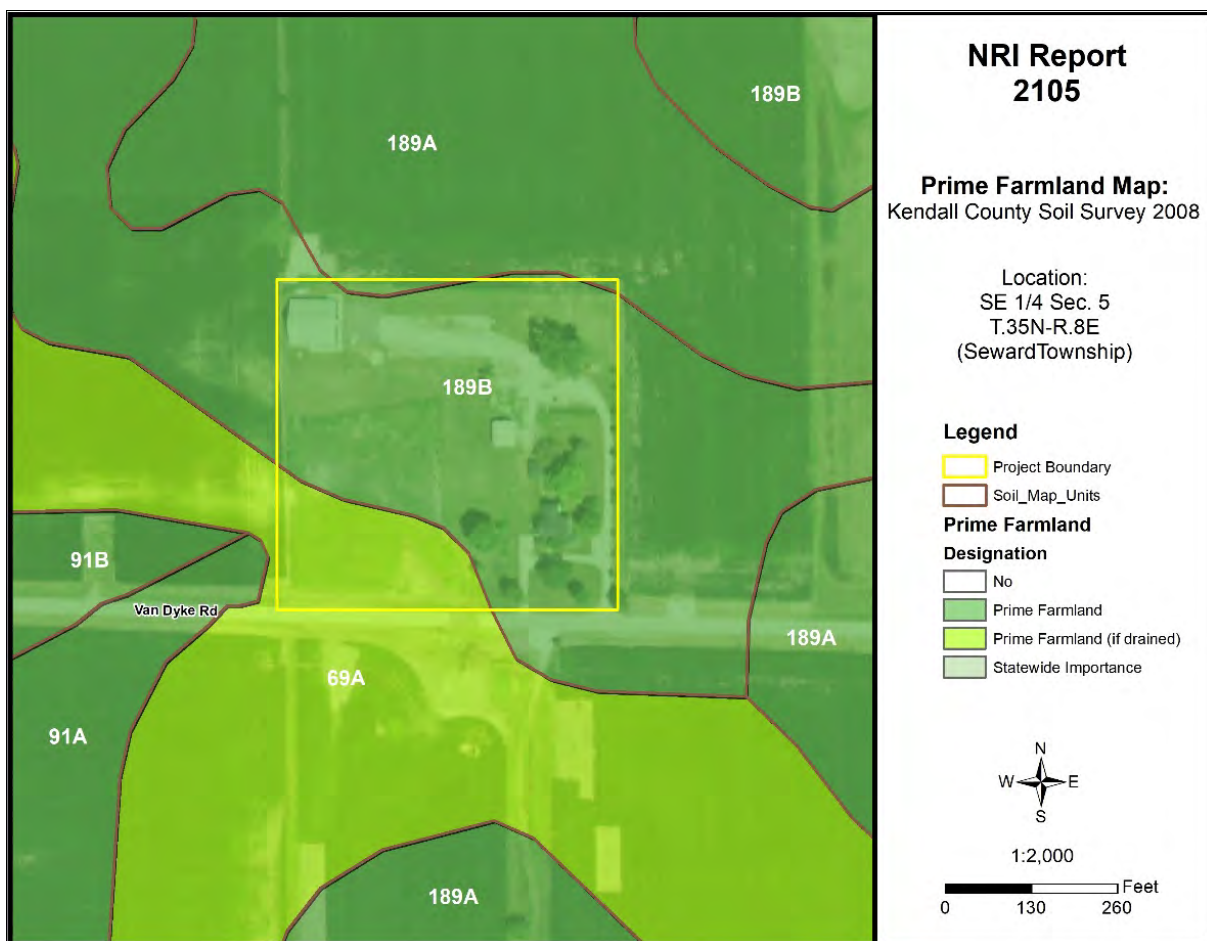 189B
189A
189B
91B
Van Dyke Rd
189A
69A
91A
189A
NRI Report
2105
Prime Farmland Map:
Kendall County Soil Survey 2008
Location:
SE 1/4 Sec. 5
T.35N-R.8E
(SewardTownship)
Legend
Project Boundary
Soil_Map_Units
Prime Farmland
Designation
No
Prime Farmland
Prime Farmland (if drained)
Statewide Importance
N
W E
S
1:2,000
Feet
0 130 260